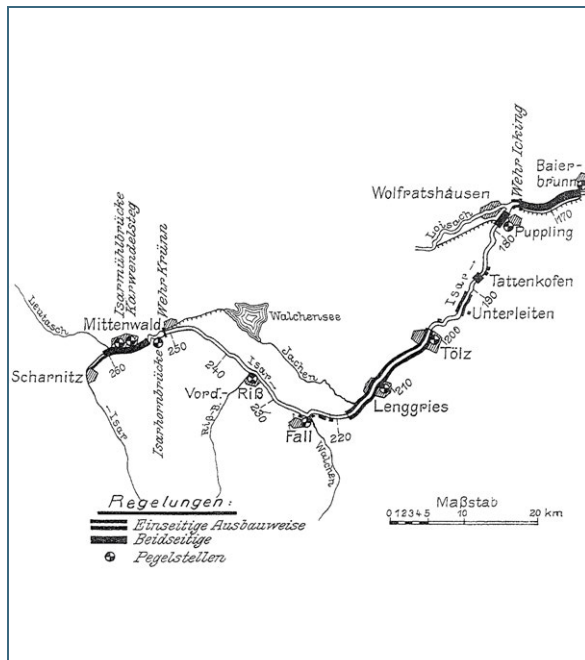 Wehr Icking
Baier-
brunn
Wolfratshausen
170
Loisach
180
Puppling
Isarmühlbrücke
Karwendelsteg
Wehr Krünn
Isar
Tattenkofen
190
Unterleiten
Leutasch
Mittenwald
Walchensee
250
200
Tölz
Isarhornbrücke
240
Isar
Jachen
260
Scharnitz
210
Lenggries
Vord.-Riß
230
Isar
Riß-B.
Fall
220
Walchen
Regelungen:
Einseitige Ausbauweise
Beidseitige
Pegelstellen
Maßstab
0 1 2 3 4 5 10 20 km